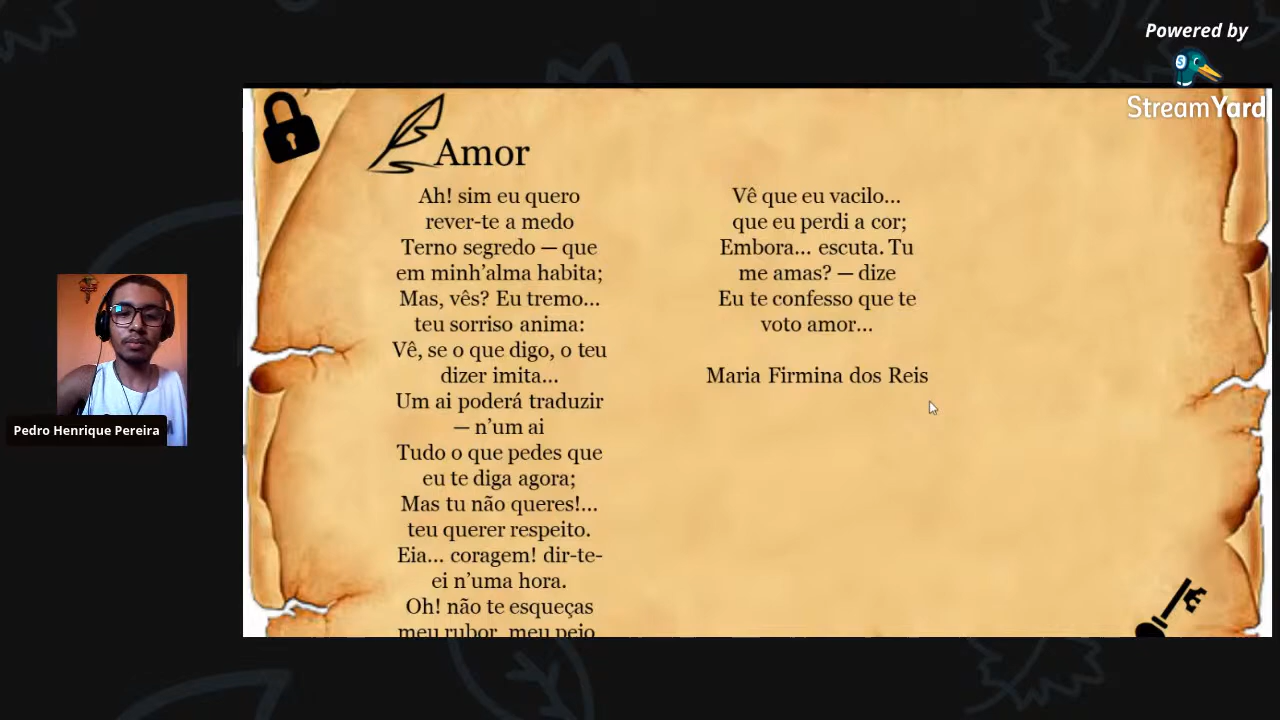 Powered by
StreamYard
Amor
Ah! sim eu quero
rever-te a medo
Terno segredo — que
em minh’alma habita;
Mas, vês? Eu tremo...
teu sorriso anima:
Vê, se o que digo, o teu
dizer imita...
Um ai poderá traduzir
— n’um ai
Tudo o que pedes que
eu te diga agora;
Mas tu não queres!...
teu querer respeito.
Eia... coragem! dir-te-
ei n’uma hora.
Oh! não te esqueças
meu rubor, meu pejo
Vê que eu vacilo...
que eu perdi a cor;
Embora... escuta. Tu
me amas? — dize
Eu te confesso que te
voto amor...
Maria Firmina dos Reis
Pedro Henrique Pereira